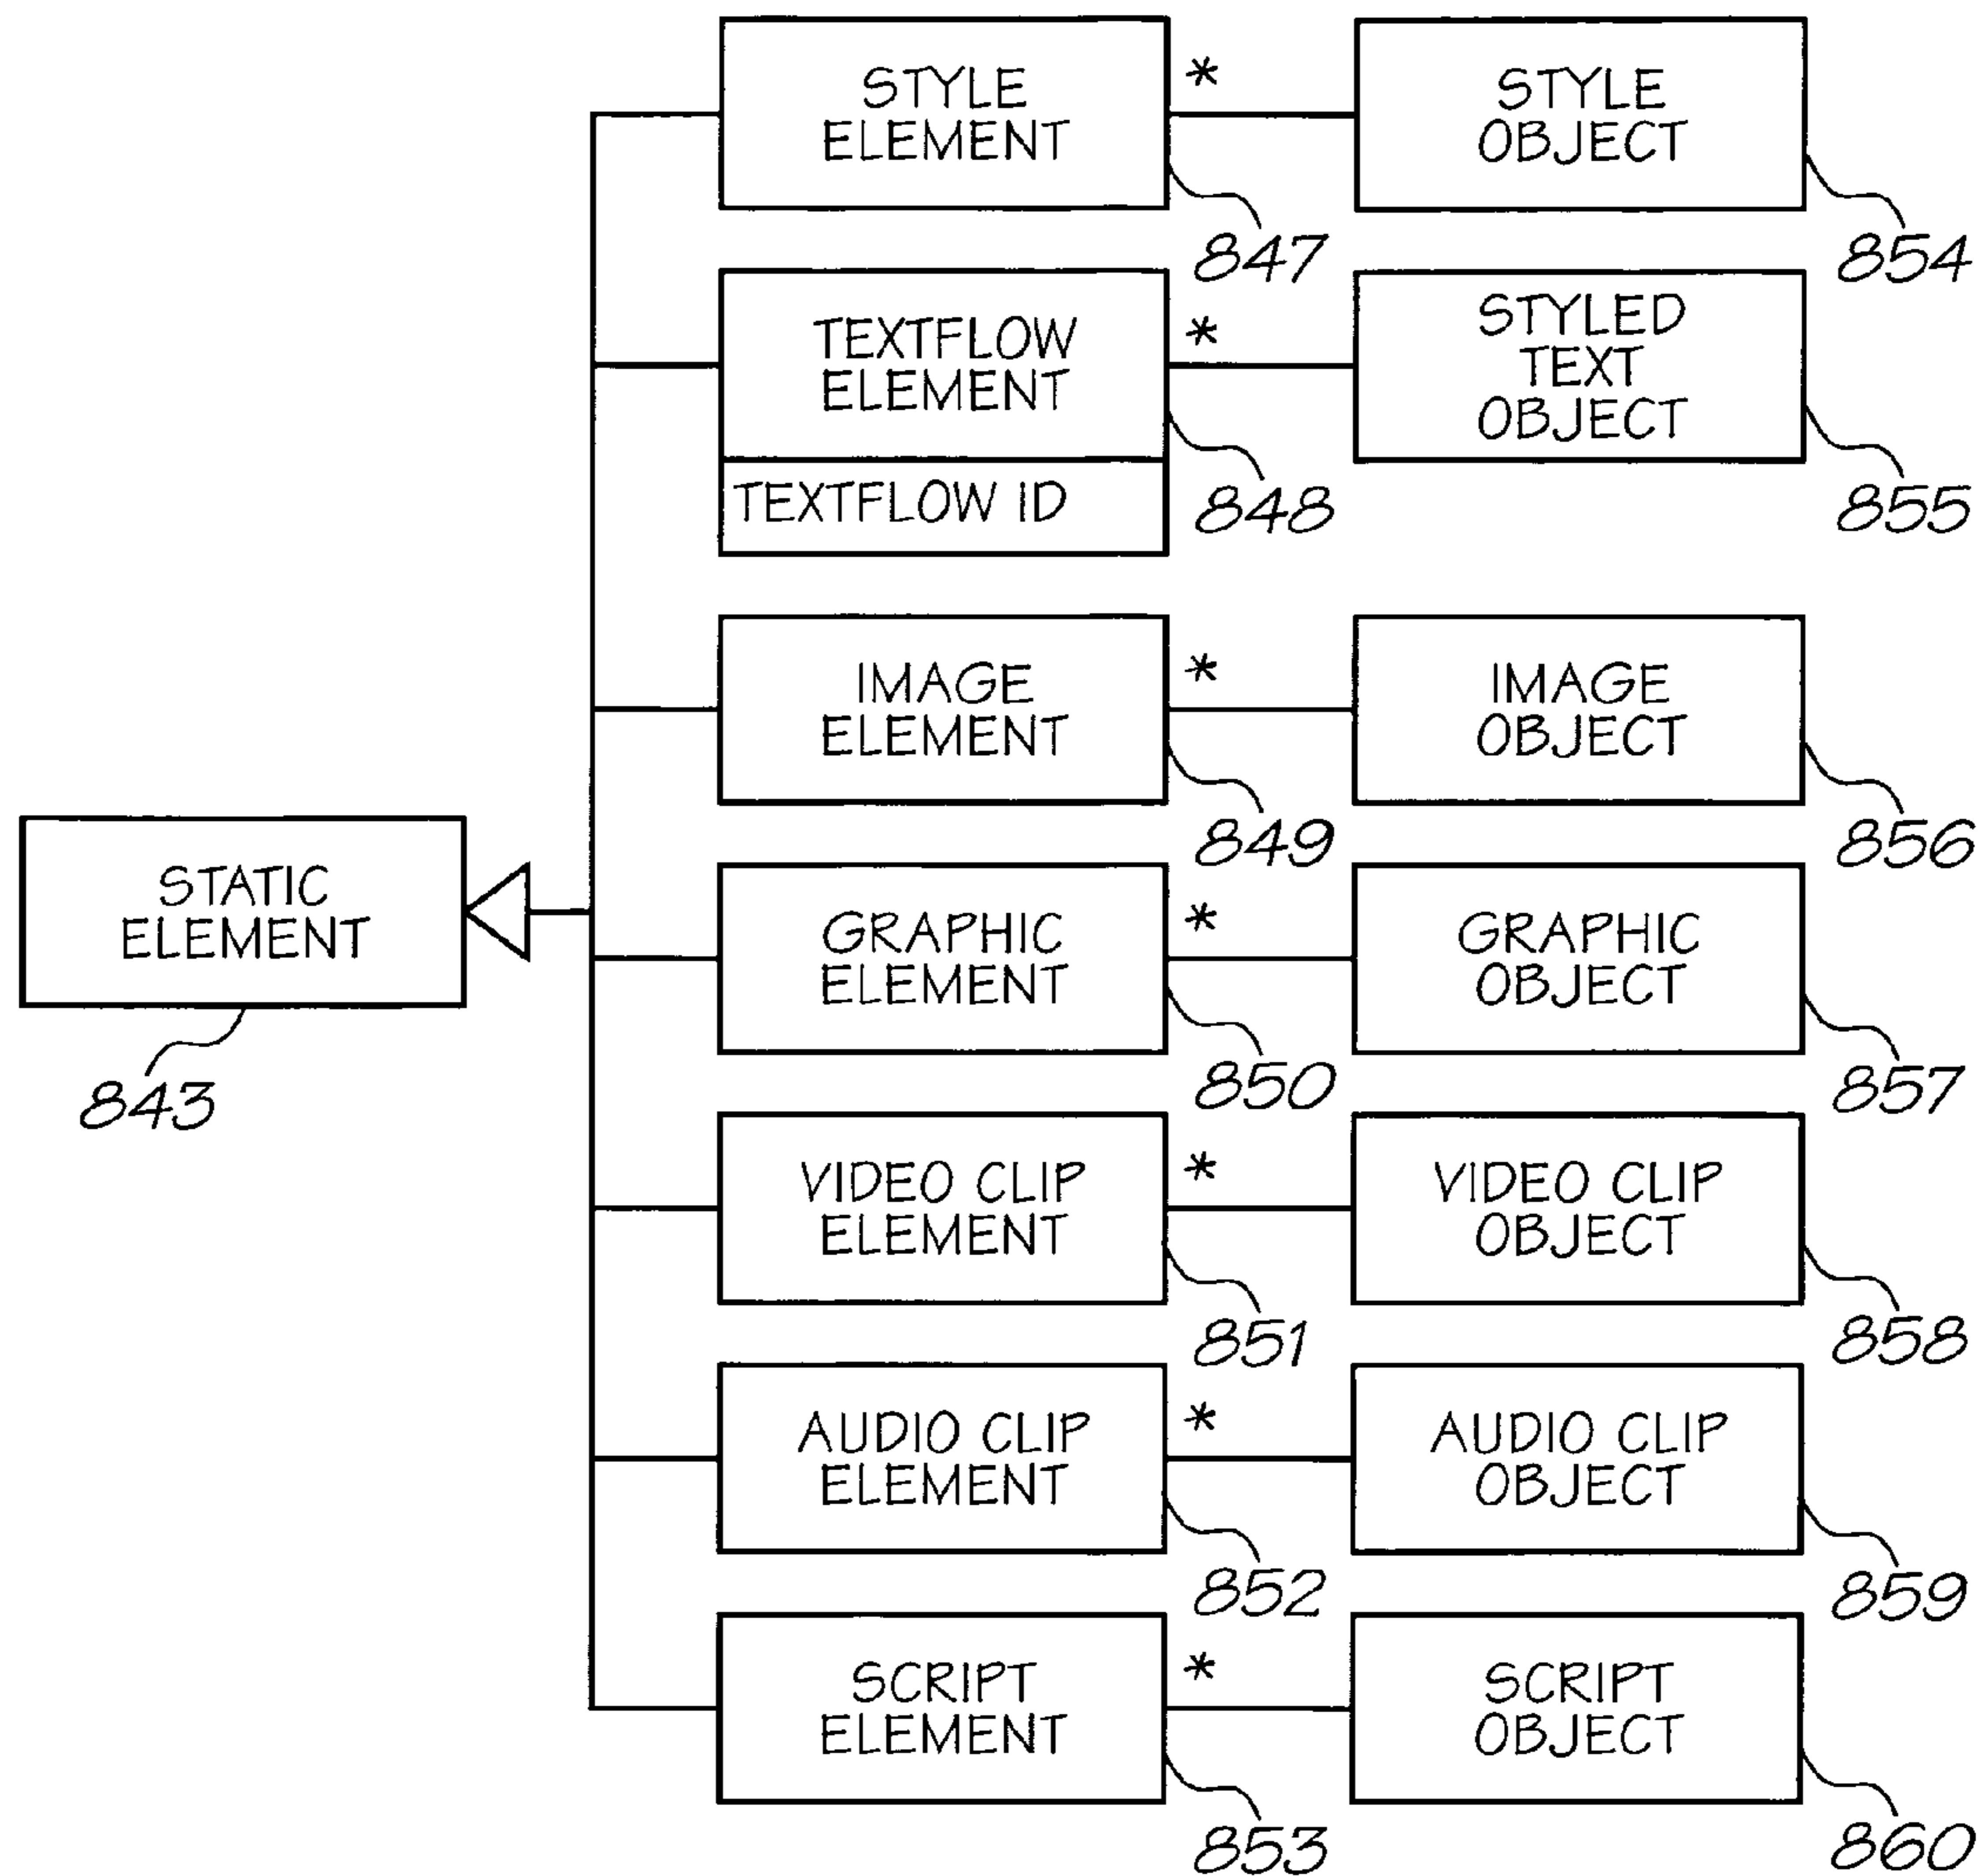 STYLE
ELEMENT
*
STYLE
OBJECT
847
854
TEXTFLOW
ELEMENT
*
STYLED
TEXT
OBJECT
TEXTFLOW ID
848
855
IMAGE
ELEMENT
*
IMAGE
OBJECT
849
856
STATIC
ELEMENT
843
GRAPHIC
ELEMENT
*
GRAPHIC
OBJECT
850
857
VIDEO CLIP
ELEMENT
*
VIDEO CLIP
OBJECT
851
858
AUDIO CLIP
ELEMENT
*
AUDIO CLIP
OBJECT
852
859
SCRIPT
ELEMENT
*
SCRIPT
OBJECT
853
860